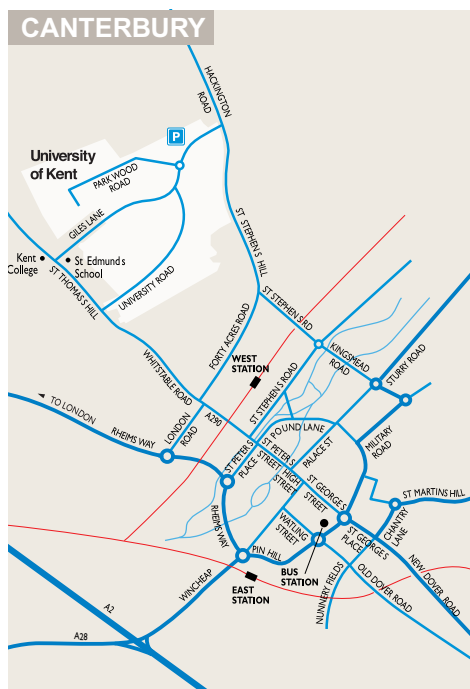 CANTERBURY
HACKINGTON
ROAD
P
University
of Kent
PARK WOOD
ROAD
GILES LANE
Kent
College
St Edmund s
School
ST THOMAS S HILL
UNIVERSITY ROAD
ST STEPHEN S HILL
ST STEPHEN S RD
FORTY ACRES ROAD
WEST
STATION
KINGSMEAD
ROAD
STURRY ROAD
WHITSTABLE ROAD
ST STEPHEN S ROAD
A290
TO LONDON
RHEIMS WAY
LONDON
ROAD
POUND LANE
PALACE ST
MILITARY
ROAD
ST PETER S
PLACE
ST PETER S
STREET
HIGH
STREET
ST GEORGE S
STREET
ST MARTINS HILL
RHEIMS WAY
WATLING
STREET
ST GEORGE S
PLACE
CHANTRY
LANE
PIN HILL
BUS
STATION
WINCHEAP
EAST
STATION
NUNNERY FIELDS
OLD DOVER ROAD
NEW DOVER ROAD
A2
A28